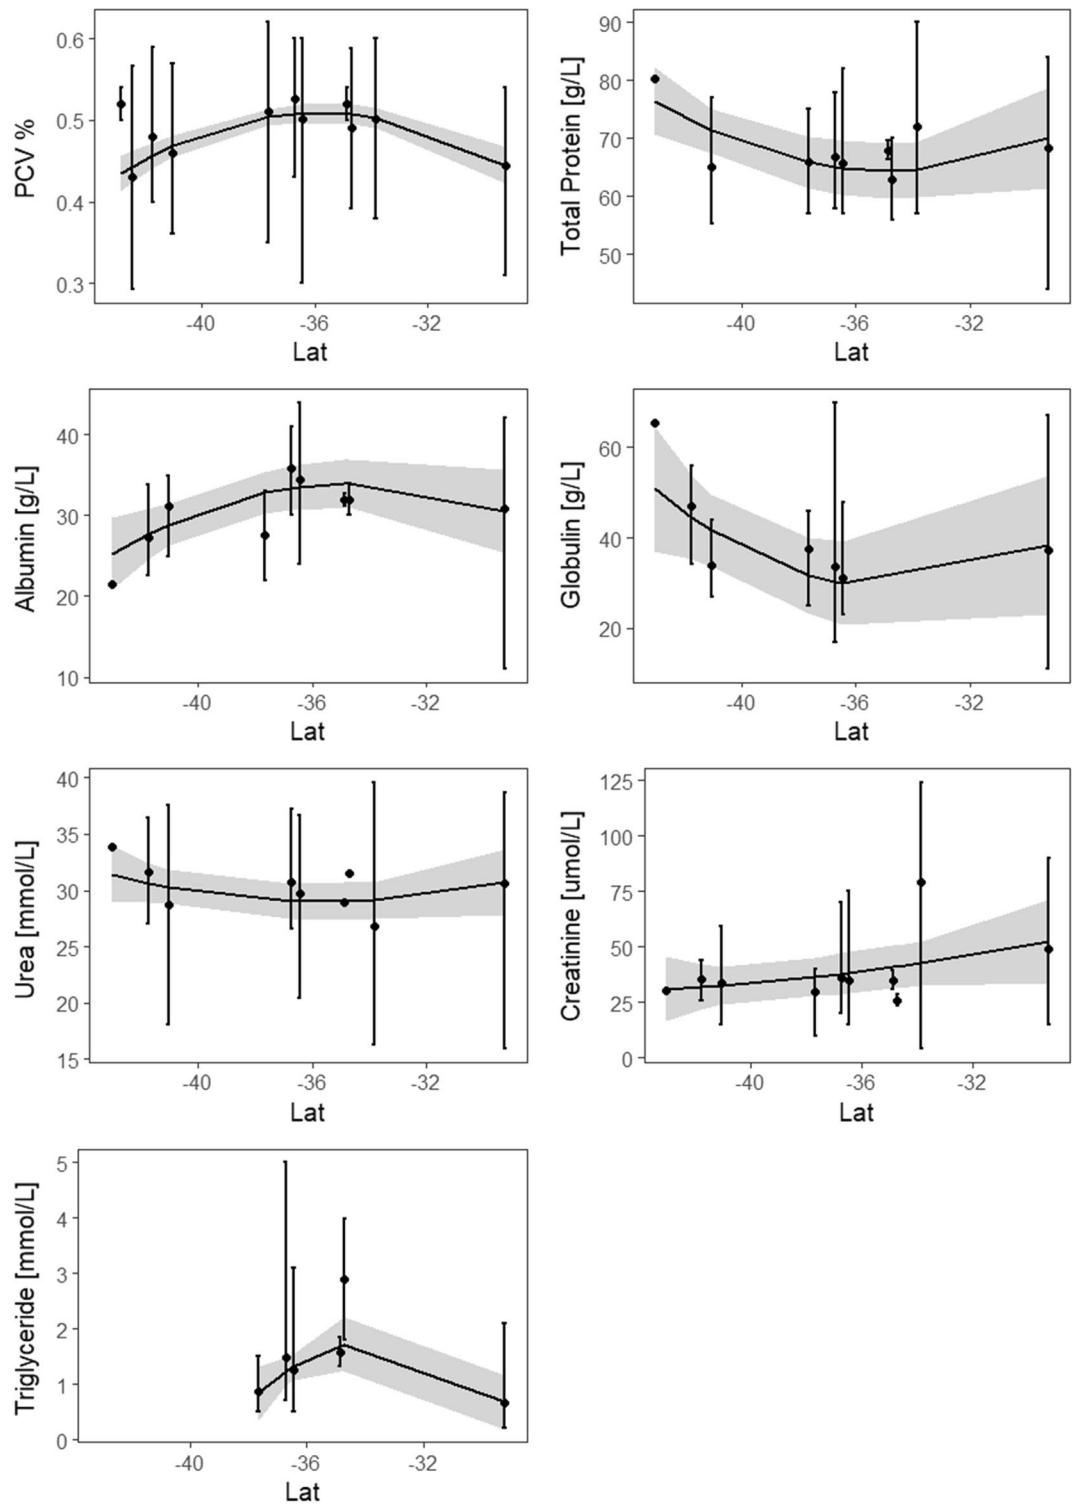 PCV %
0.6
0.5
0.4
0.3
-40 -36 -32
Lat
Total Protein [g/L]
90
80
70
60
50
-40 -36 -32
Lat
Albumin [g/L]
40
30
20
10
-40 -36 -32
Lat
Globulin [g/L]
60
40
20
-40 -36 -32
Lat
Urea [mmol/L]
40
35
30
25
20
15
-40 -36 -32
Lat
Creatinine [umol/L]
125
100
75
50
25
0
-40 -36 -32
Lat
Triglyceride [mmol/L]
5
4
3
2
1
0
-40 -36 -32
Lat